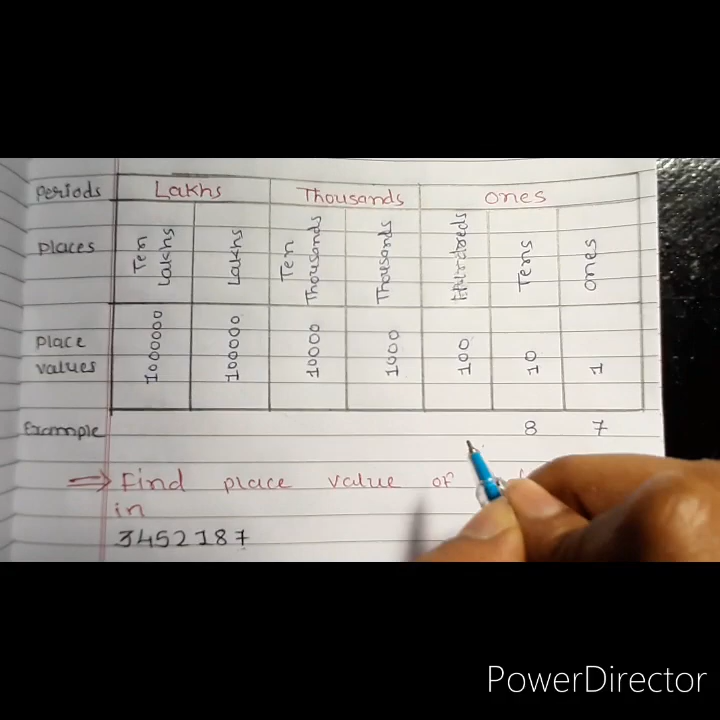 Periods Lakhs Thousands Ones
Places Ten Lakhs Lakhs Ten Thousands Thousands Hundreds Tens Ones
Place values 1000000 100000 10000 1000 100 10 1
Example 8 7
⇒ Find place value of
in
3452187
PowerDirector